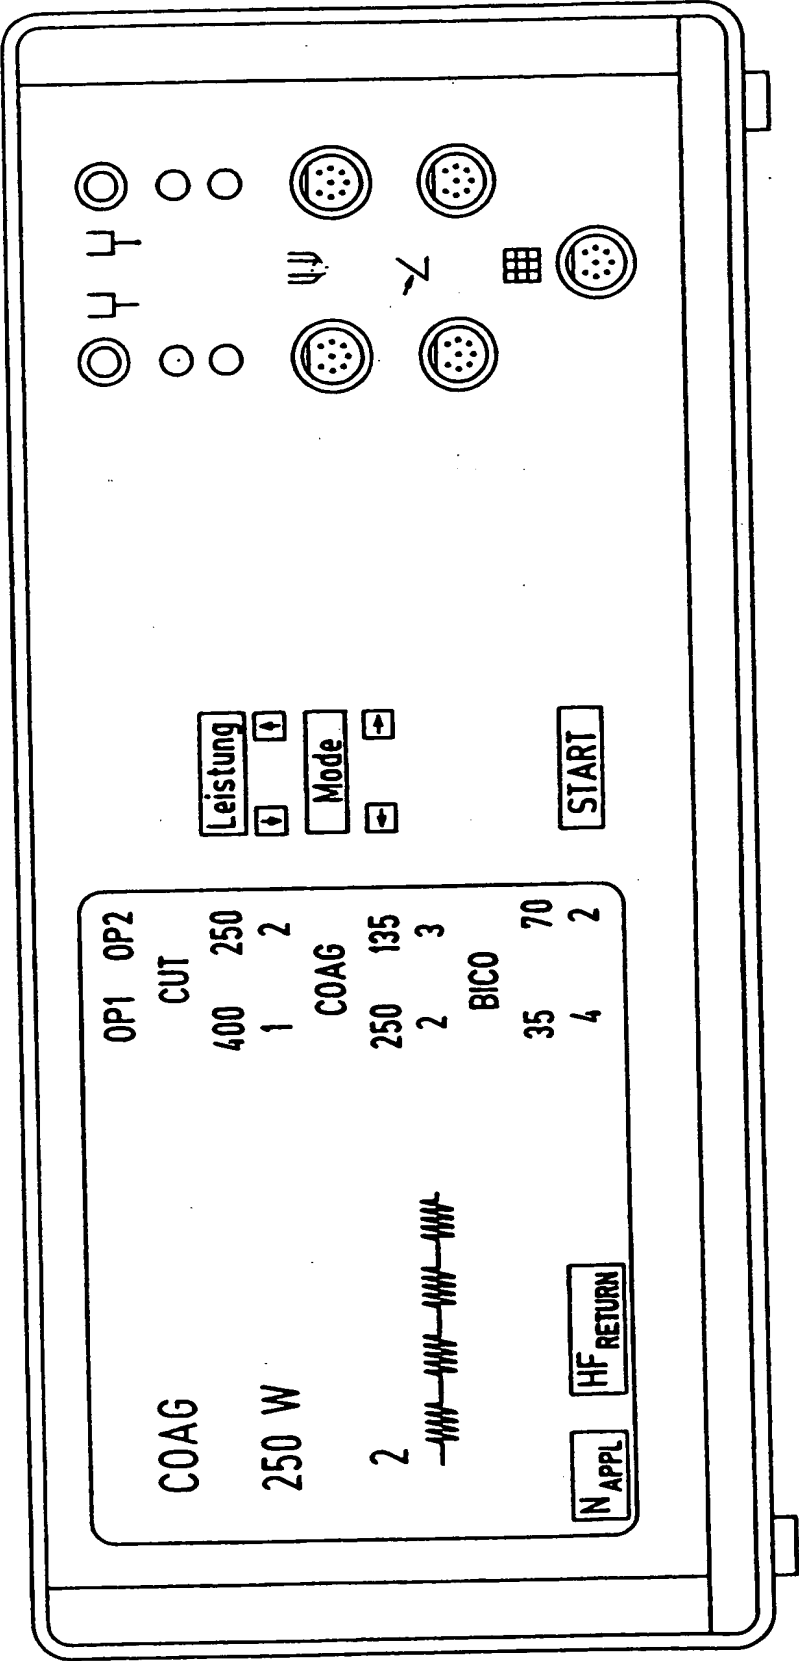 COAG
250 W
2
N APPL
HF RETURN
OP1 OP2
CUT
400 250
1 2
COAG
250 135
2 3
BICO
35 70
4 2
Leistung
Mode
START